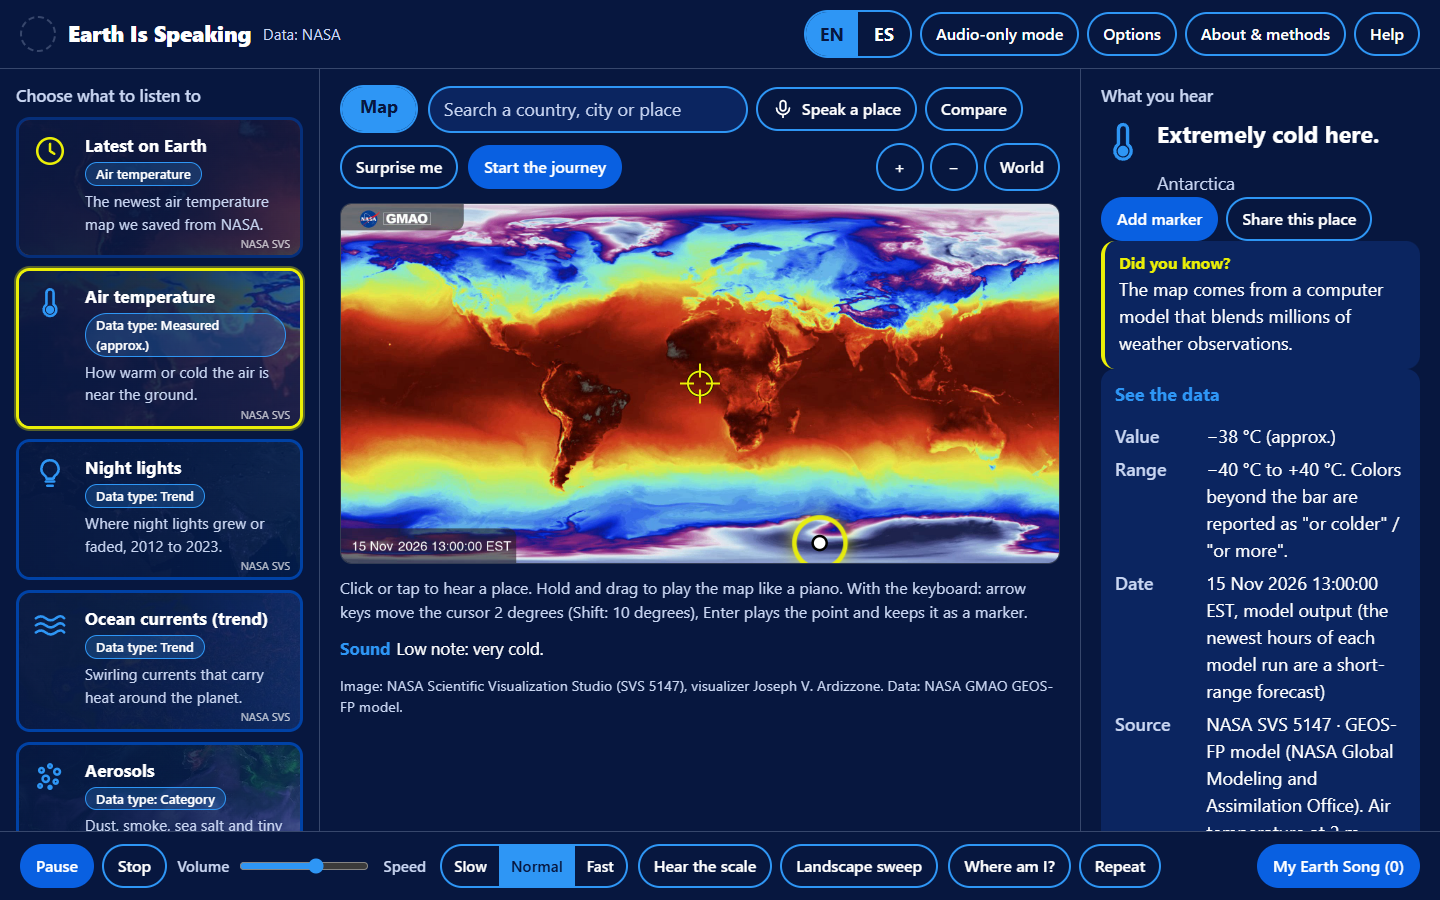 Earth Is Speaking
Data: NASA
EN
ES
Audio-only mode
Options
About & methods
Help
Choose what to listen to
Latest on Earth
Air temperature
The newest air temperature
map we saved from NASA.
NASA SVS
Air temperature
Data type: Measured
(approx.)
How warm or cold the air is
near the ground.
NASA SVS
Night lights
Data type: Trend
Where night lights grew or
faded, 2012 to 2023.
NASA SVS
Ocean currents (trend)
Data type: Trend
Swirling currents that carry
heat around the planet.
NASA SVS
Aerosols
Data type: Category
Dust, smoke, sea salt and tiny
Map
Search a country, city or place
Speak a place
Compare
Surprise me
Start the journey
+
−
World
NASA
GMAO
15 Nov 2026 13:00:00 EST
Click or tap to hear a place. Hold and drag to play the map like a piano. With the keyboard: arrow
keys move the cursor 2 degrees (Shift: 10 degrees), Enter plays the point and keeps it as a marker.
Sound Low note: very cold.
Image: NASA Scientific Visualization Studio (SVS 5147), visualizer Joseph V. Ardizzone. Data: NASA GMAO GEOS-
FP model.
What you hear
Extremely cold here.
Antarctica
Add marker
Share this place
Did you know?
The map comes from a computer
model that blends millions of
weather observations.
See the data
Value −38 °C (approx.)
Range −40 °C to +40 °C. Colors
beyond the bar are
reported as "or colder" /
"or more".
Date 15 Nov 2026 13:00:00
EST, model output (the
newest hours of each
model run are a short-
range forecast)
Source NASA SVS 5147 · GEOS-
FP model (NASA Global
Modeling and
Assimilation Office). Air
temperature at 2 m
Pause
Stop
Volume
Speed
Slow
Normal
Fast
Hear the scale
Landscape sweep
Where am I?
Repeat
My Earth Song (0)